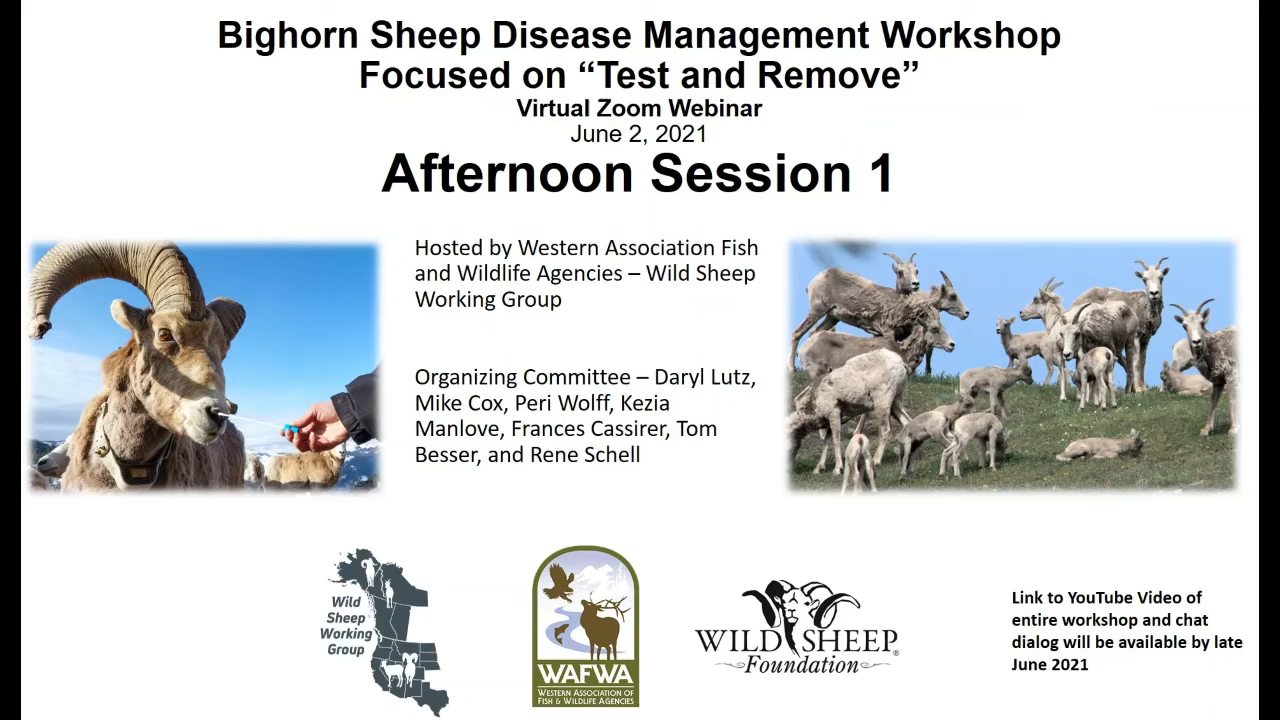 Bighorn Sheep Disease Management Workshop
Focused on “Test and Remove”
Virtual Zoom Webinar
June 2, 2021
Afternoon Session 1
Hosted by Western Association Fish
and Wildlife Agencies – Wild Sheep
Working Group
Organizing Committee – Daryl Lutz,
Mike Cox, Peri Wolff, Kezia
Manlove, Frances Cassirer, Tom
Besser, and Rene Schell
Wild
Sheep
Working
Group
WAFWA
WESTERN ASSOCIATION OF
FISH & WILDLIFE AGENCIES
WILD SHEEP®
Foundation
Link to YouTube Video of
entire workshop and chat
dialog will be available by late
June 2021